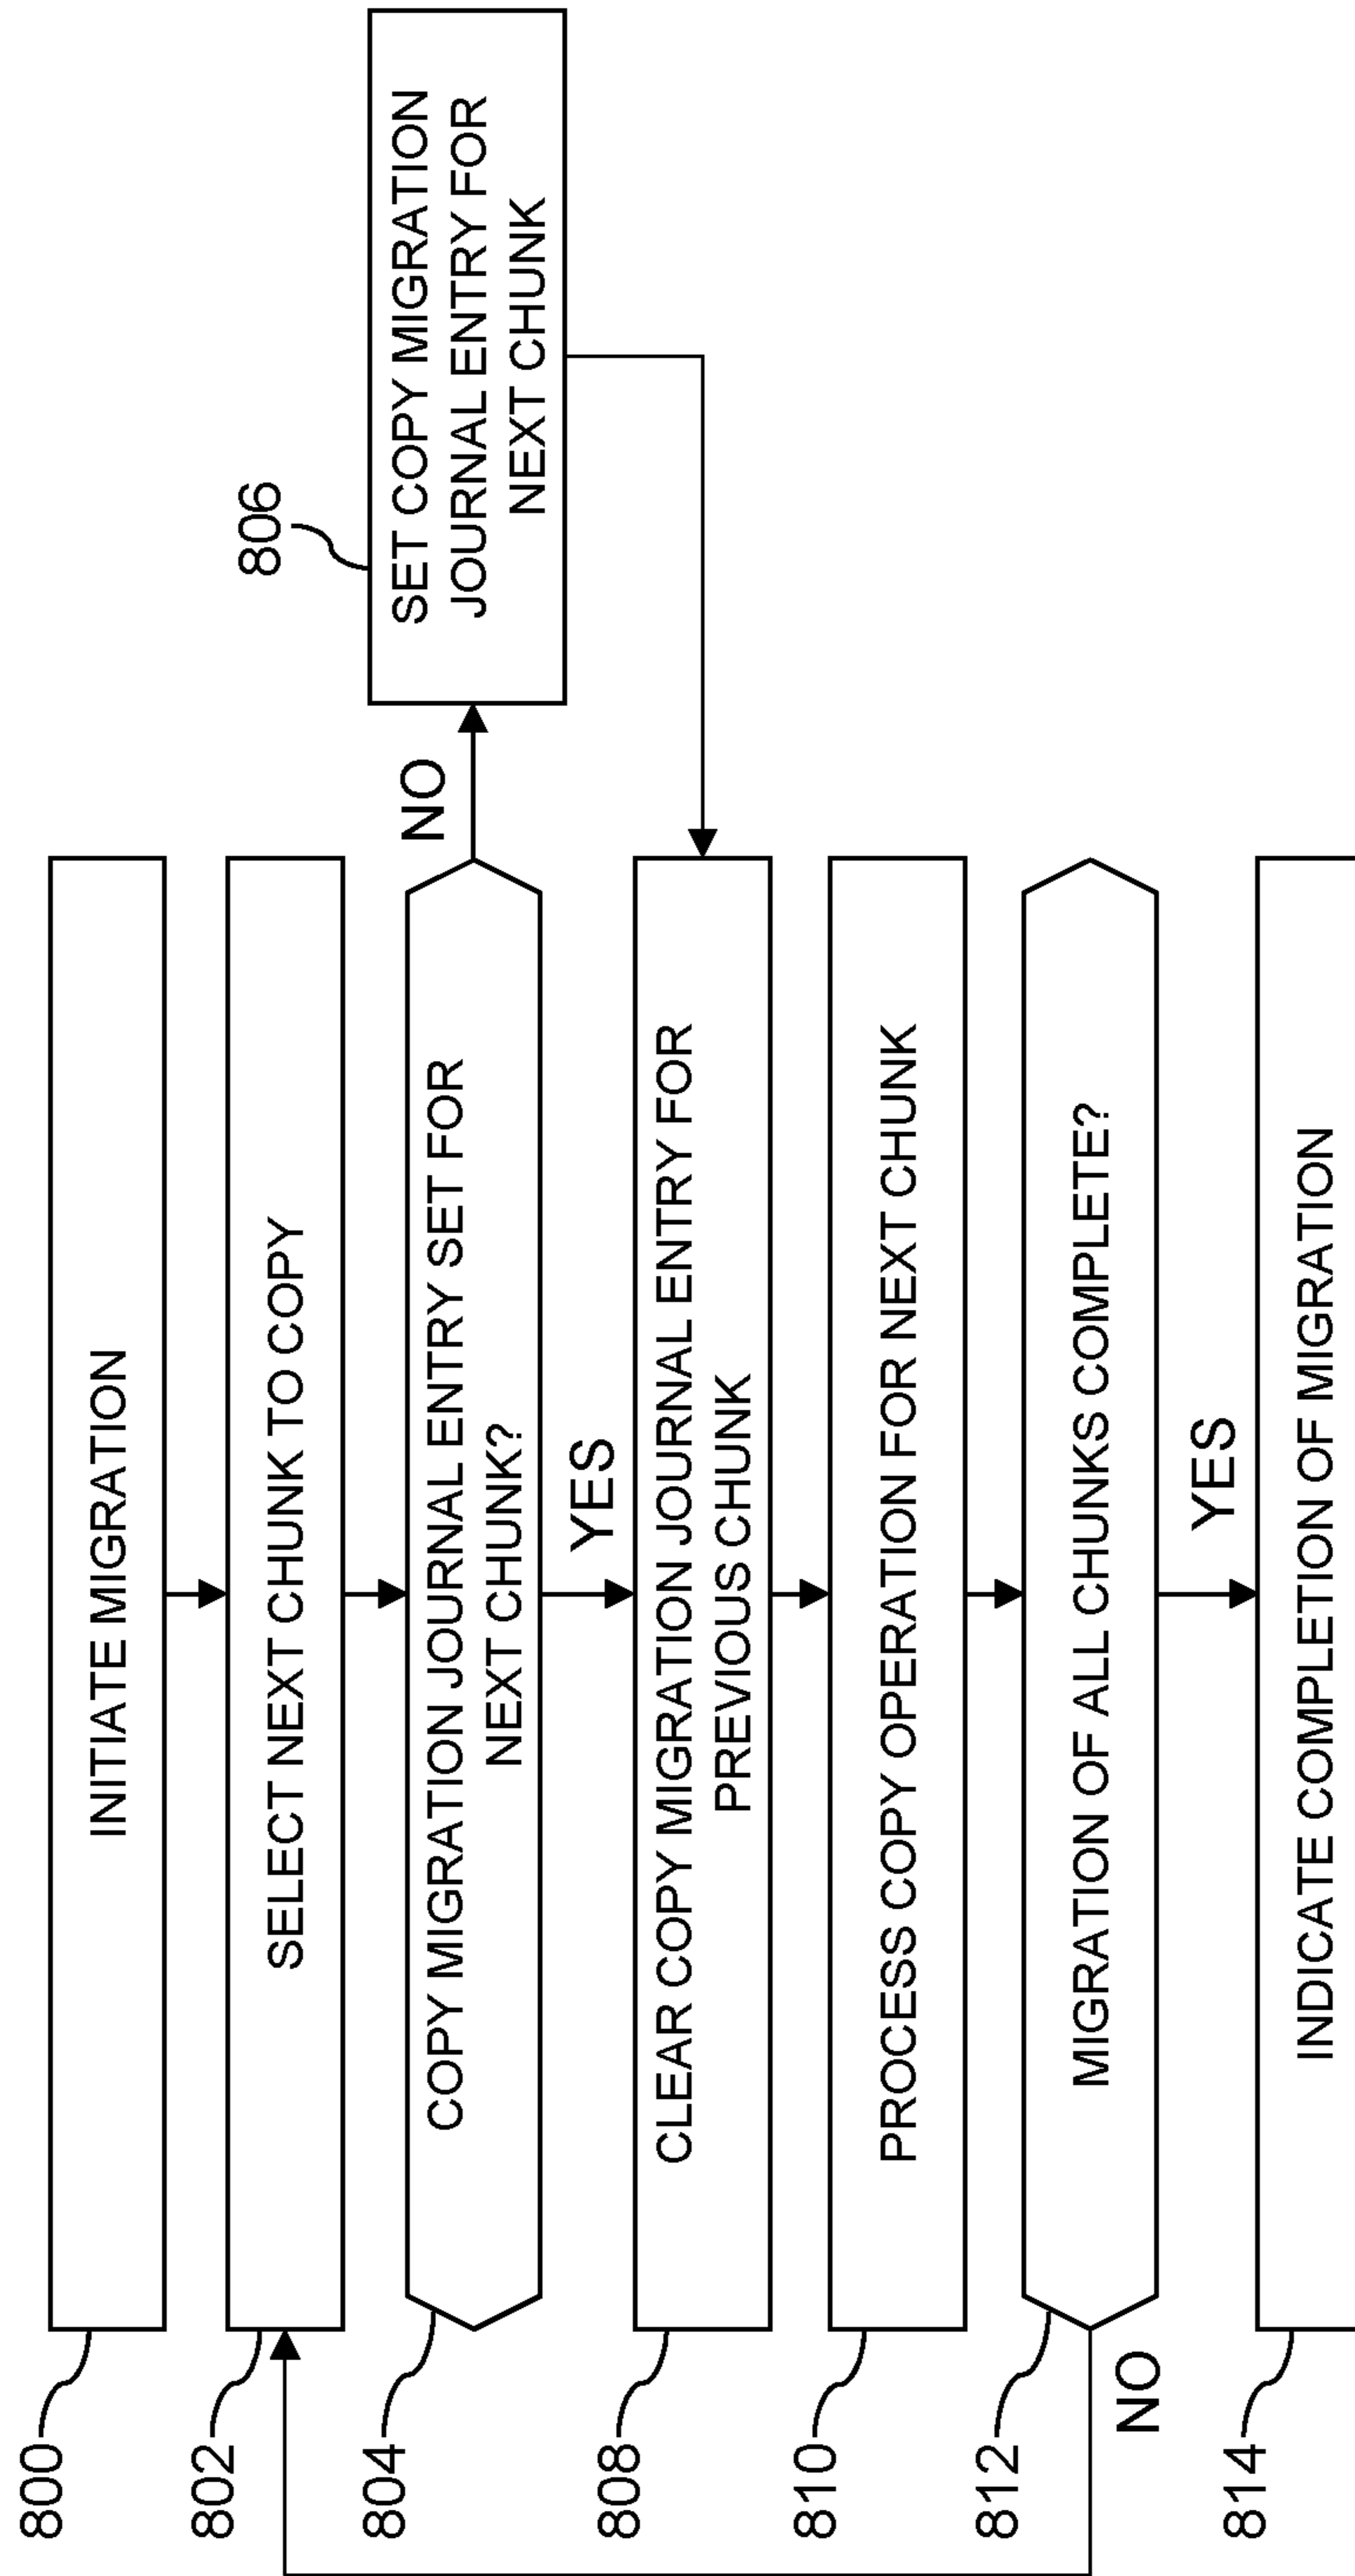 800
INITIATE MIGRATION
802
SELECT NEXT CHUNK TO COPY
804
COPY MIGRATION JOURNAL ENTRY SET FOR
NEXT CHUNK?
NO
806
SET COPY MIGRATION
JOURNAL ENTRY FOR
NEXT CHUNK
YES
808
CLEAR COPY MIGRATION JOURNAL ENTRY FOR
PREVIOUS CHUNK
810
PROCESS COPY OPERATION FOR NEXT CHUNK
812
MIGRATION OF ALL CHUNKS COMPLETE?
NO
YES
814
INDICATE COMPLETION OF MIGRATION